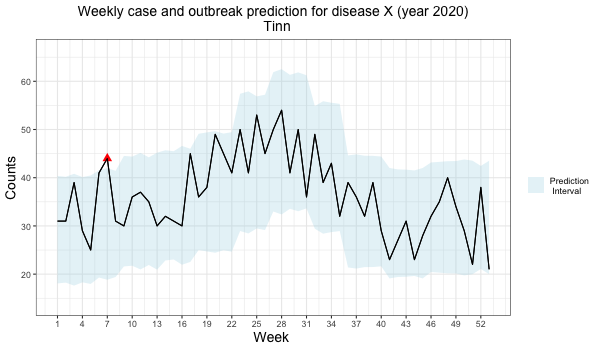 Weekly case and outbreak prediction for disease X (year 2020)
Tinn
Counts
60
50
40
30
20
1 4 7 10 13 16 19 22 25 28 31 34 37 40 43 46 49 52
Week
Prediction
Interval